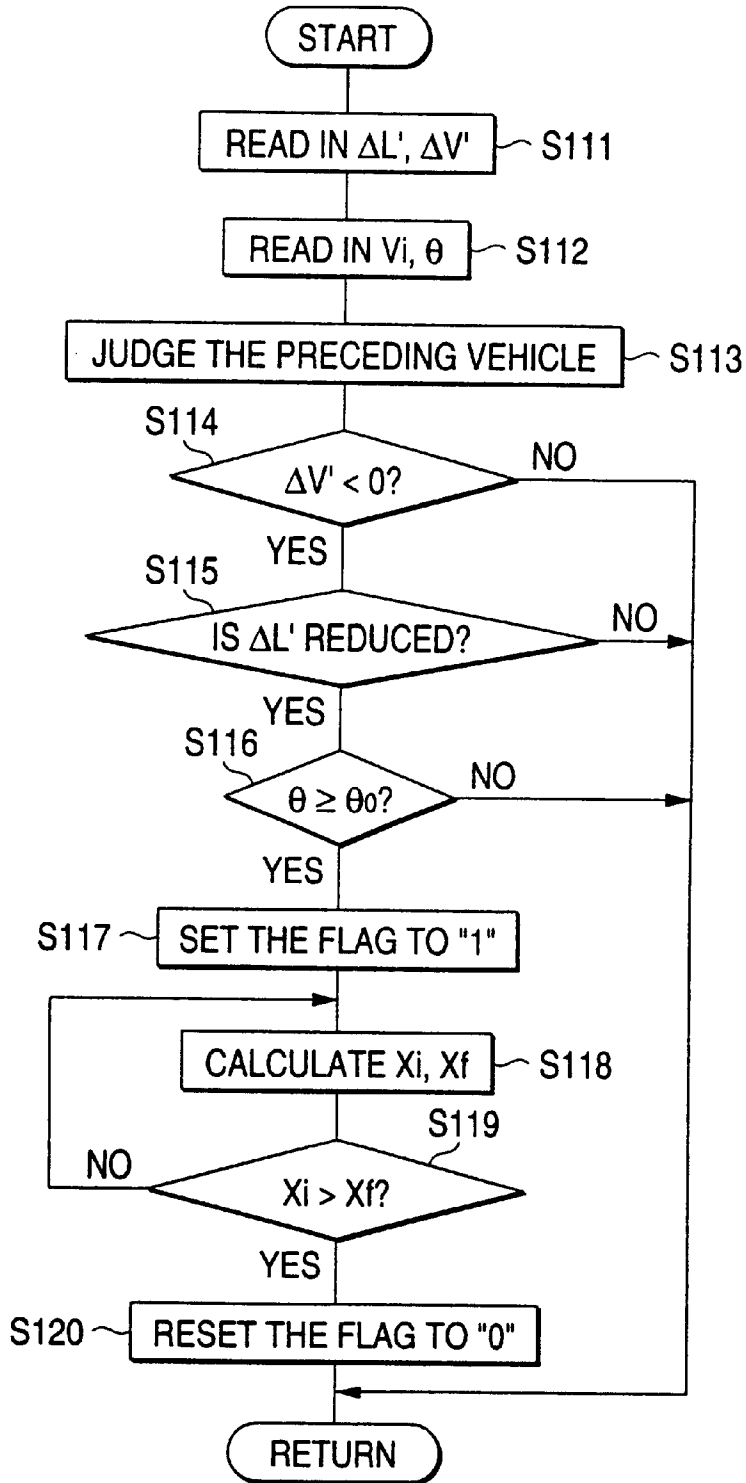 START
READ IN ΔL', ΔV'
S111
READ IN Vi, θ
S112
JUDGE THE PRECEDING VEHICLE
S113
S114
ΔV' < 0?
NO
YES
S115
IS ΔL' REDUCED?
NO
YES
S116
θ ≥ θ0?
NO
YES
S117
SET THE FLAG TO "1"
CALCULATE Xi, Xf
S118
S119
NO
Xi > Xf?
YES
S120
RESET THE FLAG TO "0"
RETURN